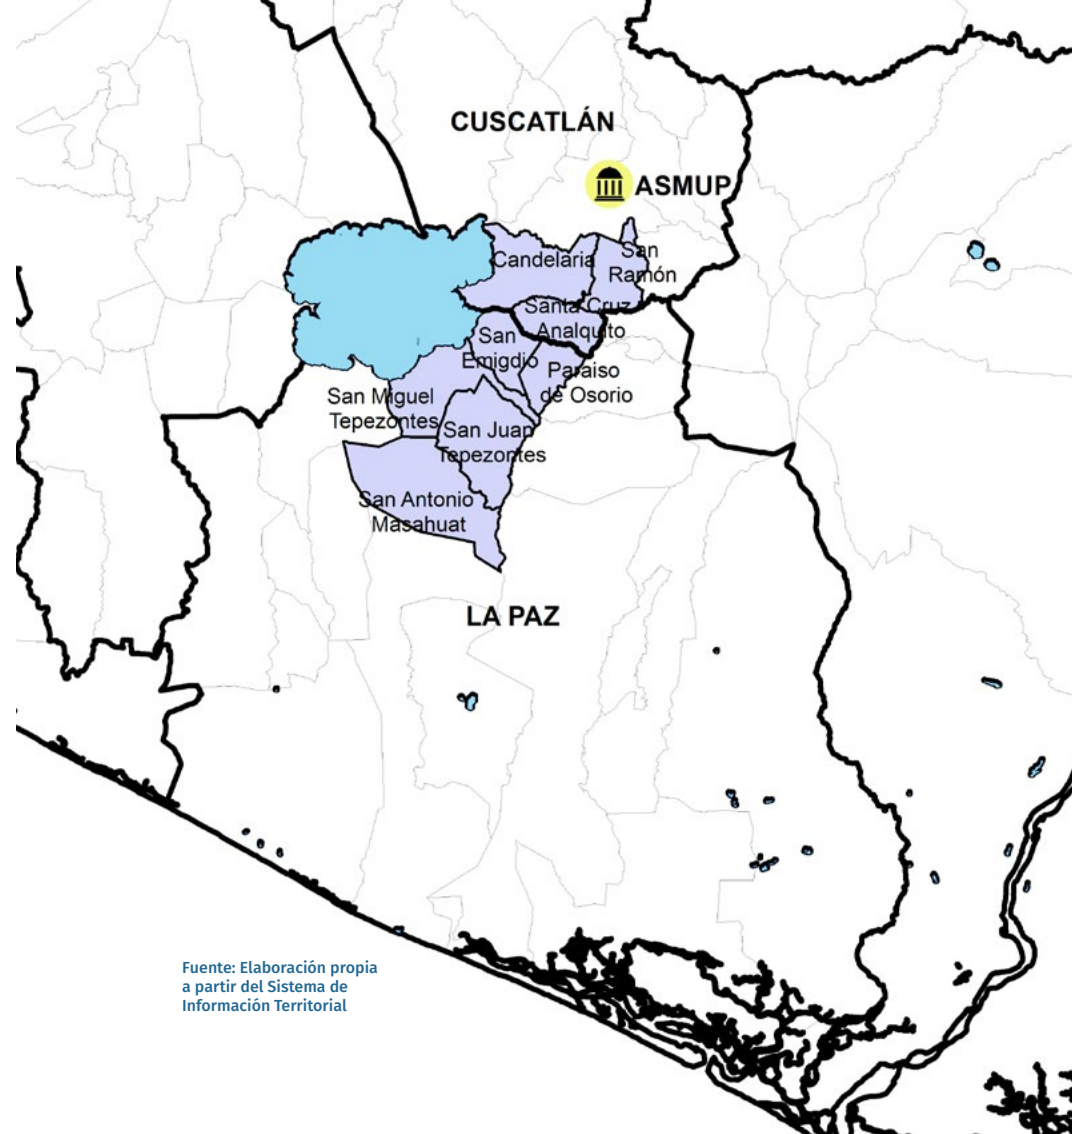 CUSCATLÁN
ASMUP
Candelaria
San
Ramón
Santa Cruz
Analquito
San
Emigdio
Paraiso
de Osorio
San Miguel
Tepezontes
San Juan
Tepezontes
San Antonio
Masahuat
LA PAZ
Fuente: Elaboración propia
a partir del Sistema de
Información Territorial